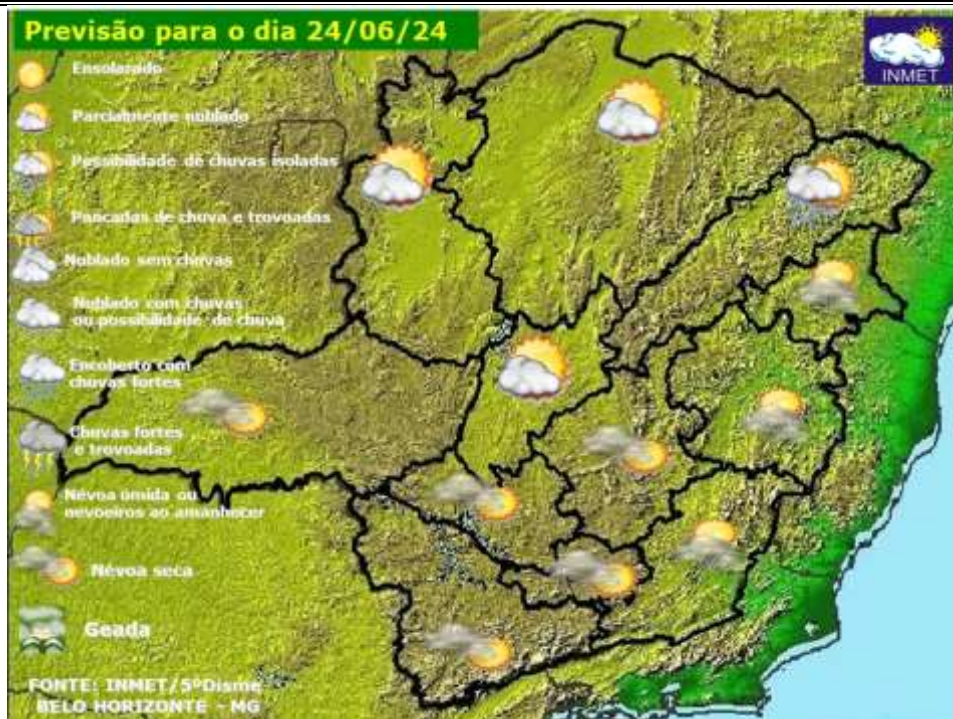 Previsão para o dia 24/06/24
INMET
Ensolarado
Parcialmente nublado
Possibilidade de chuvas isoladas
Pancadas de chuva e trovoadas
Nublado sem chuvas
Nublado com chuvas
ou possibilidade de chuva
Encoberto com
chuvas fortes
Chuvas fortes
e trovoadas
Névoa úmida ou
nevoeiros ao amanhecer
Névoa seca
Geada
FONTE: INMET/5ºDisme
BELO HORIZONTE - MG